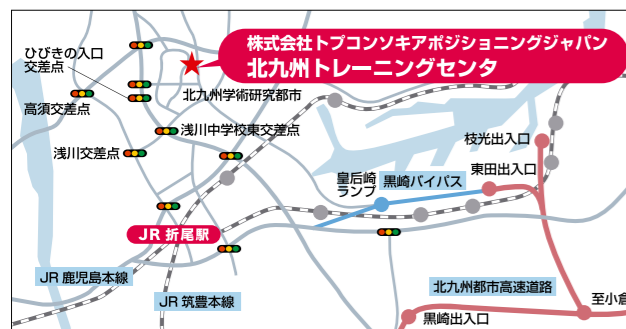 株式会社トプコンソキアポジショニングジャパン
北九州トレーニングセンタ
ひびきの入口
交差点
高須交差点
北九州学術研究都市
浅川中学校東交差点
浅川交差点
枝光出入口
東田出入口
皇后崎
ランプ
黒崎バイパス
JR 折尾駅
JR 鹿児島本線
JR 筑豊本線
北九州都市高速道路
至小倉
黒崎出入口